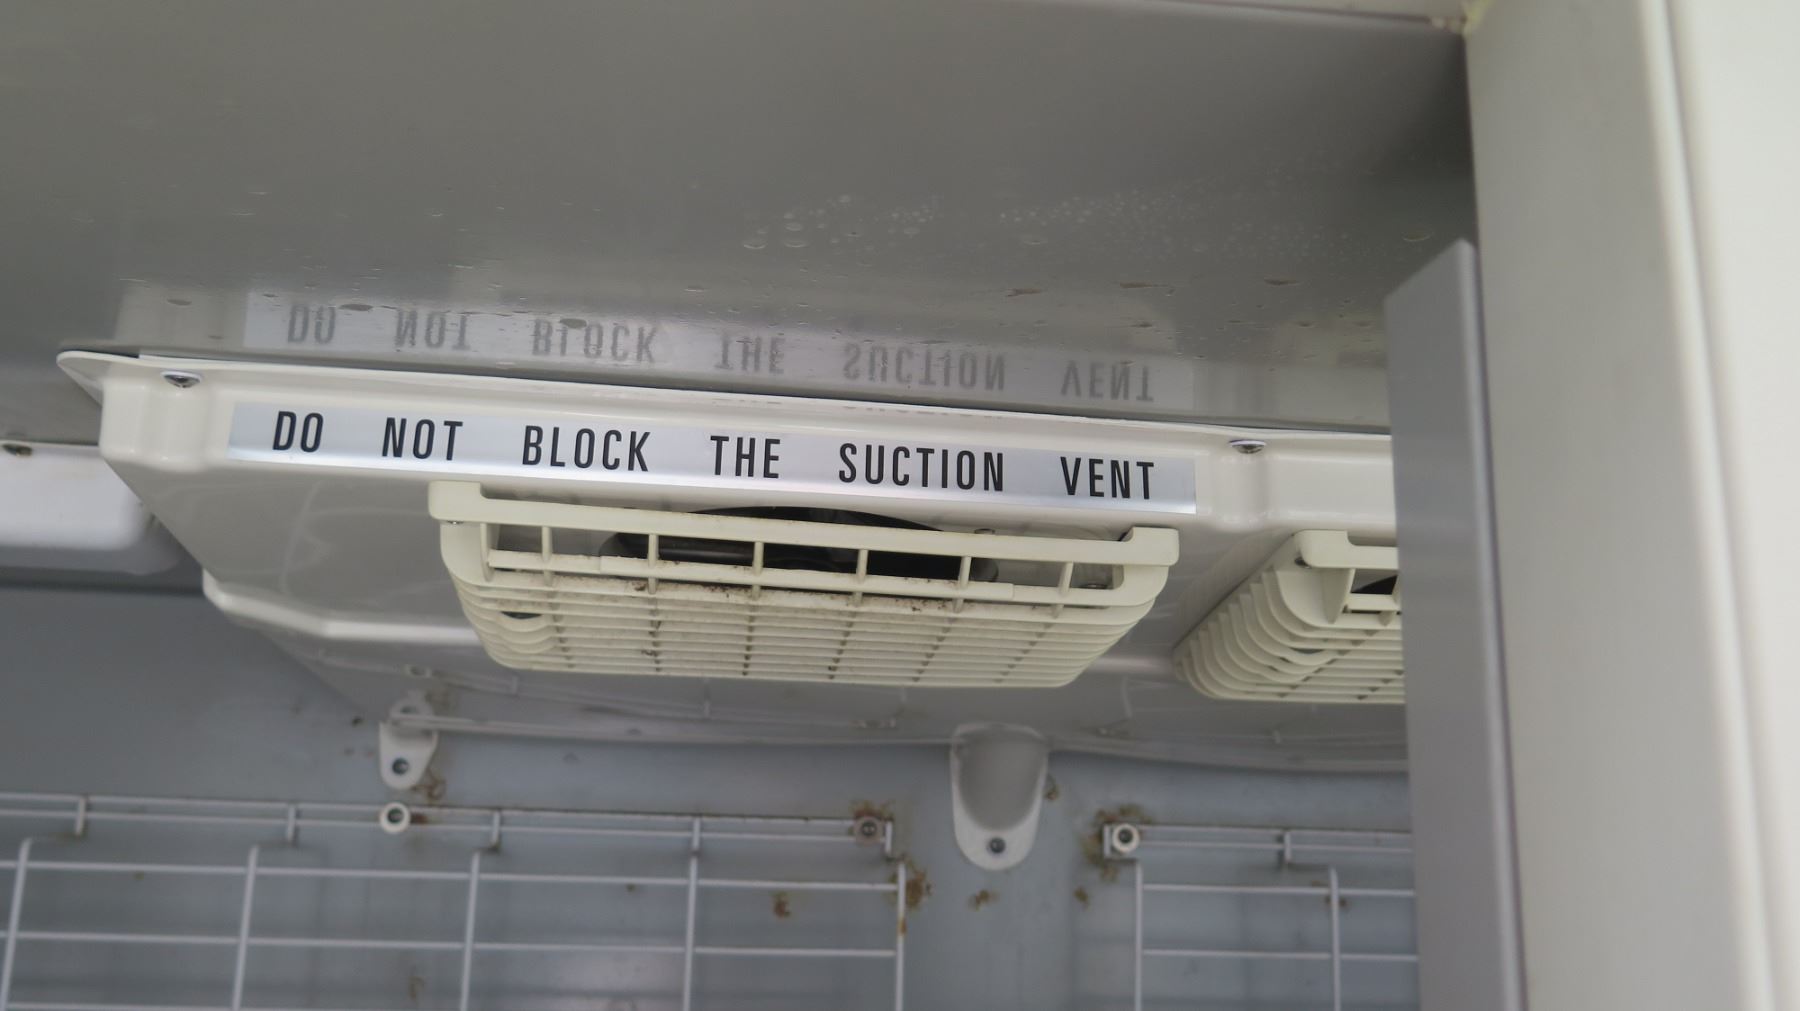 DO NOT BLOCK THE SUCTION VENT